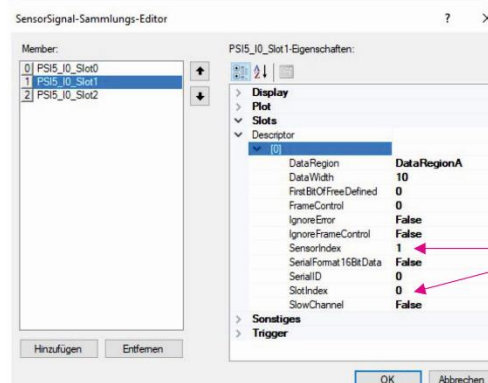 SensorSignal-Sammlungs-Editor
? ×
Member:
0 PSI5_I0_Slot0
1 PSI5_I0_Slot1
2 PSI5_I0_Slot2
Hinzufügen Entfernen
PSI5_I0_Slot1-Eigenschaften:
> Display
> Plot
Slots
Descriptor
[0]
DataRegion DataRegionA
DataWidth 10
FirstBitOfFreeDefined 0
FrameControl 0
IgnoreError False
IgnoreFrameControl False
SensorIndex 1
SerialFormat16BitData False
SerialID 0
SlotIndex 0
SlowChannel False
> Sonstiges
> Trigger
OK Abbrechen